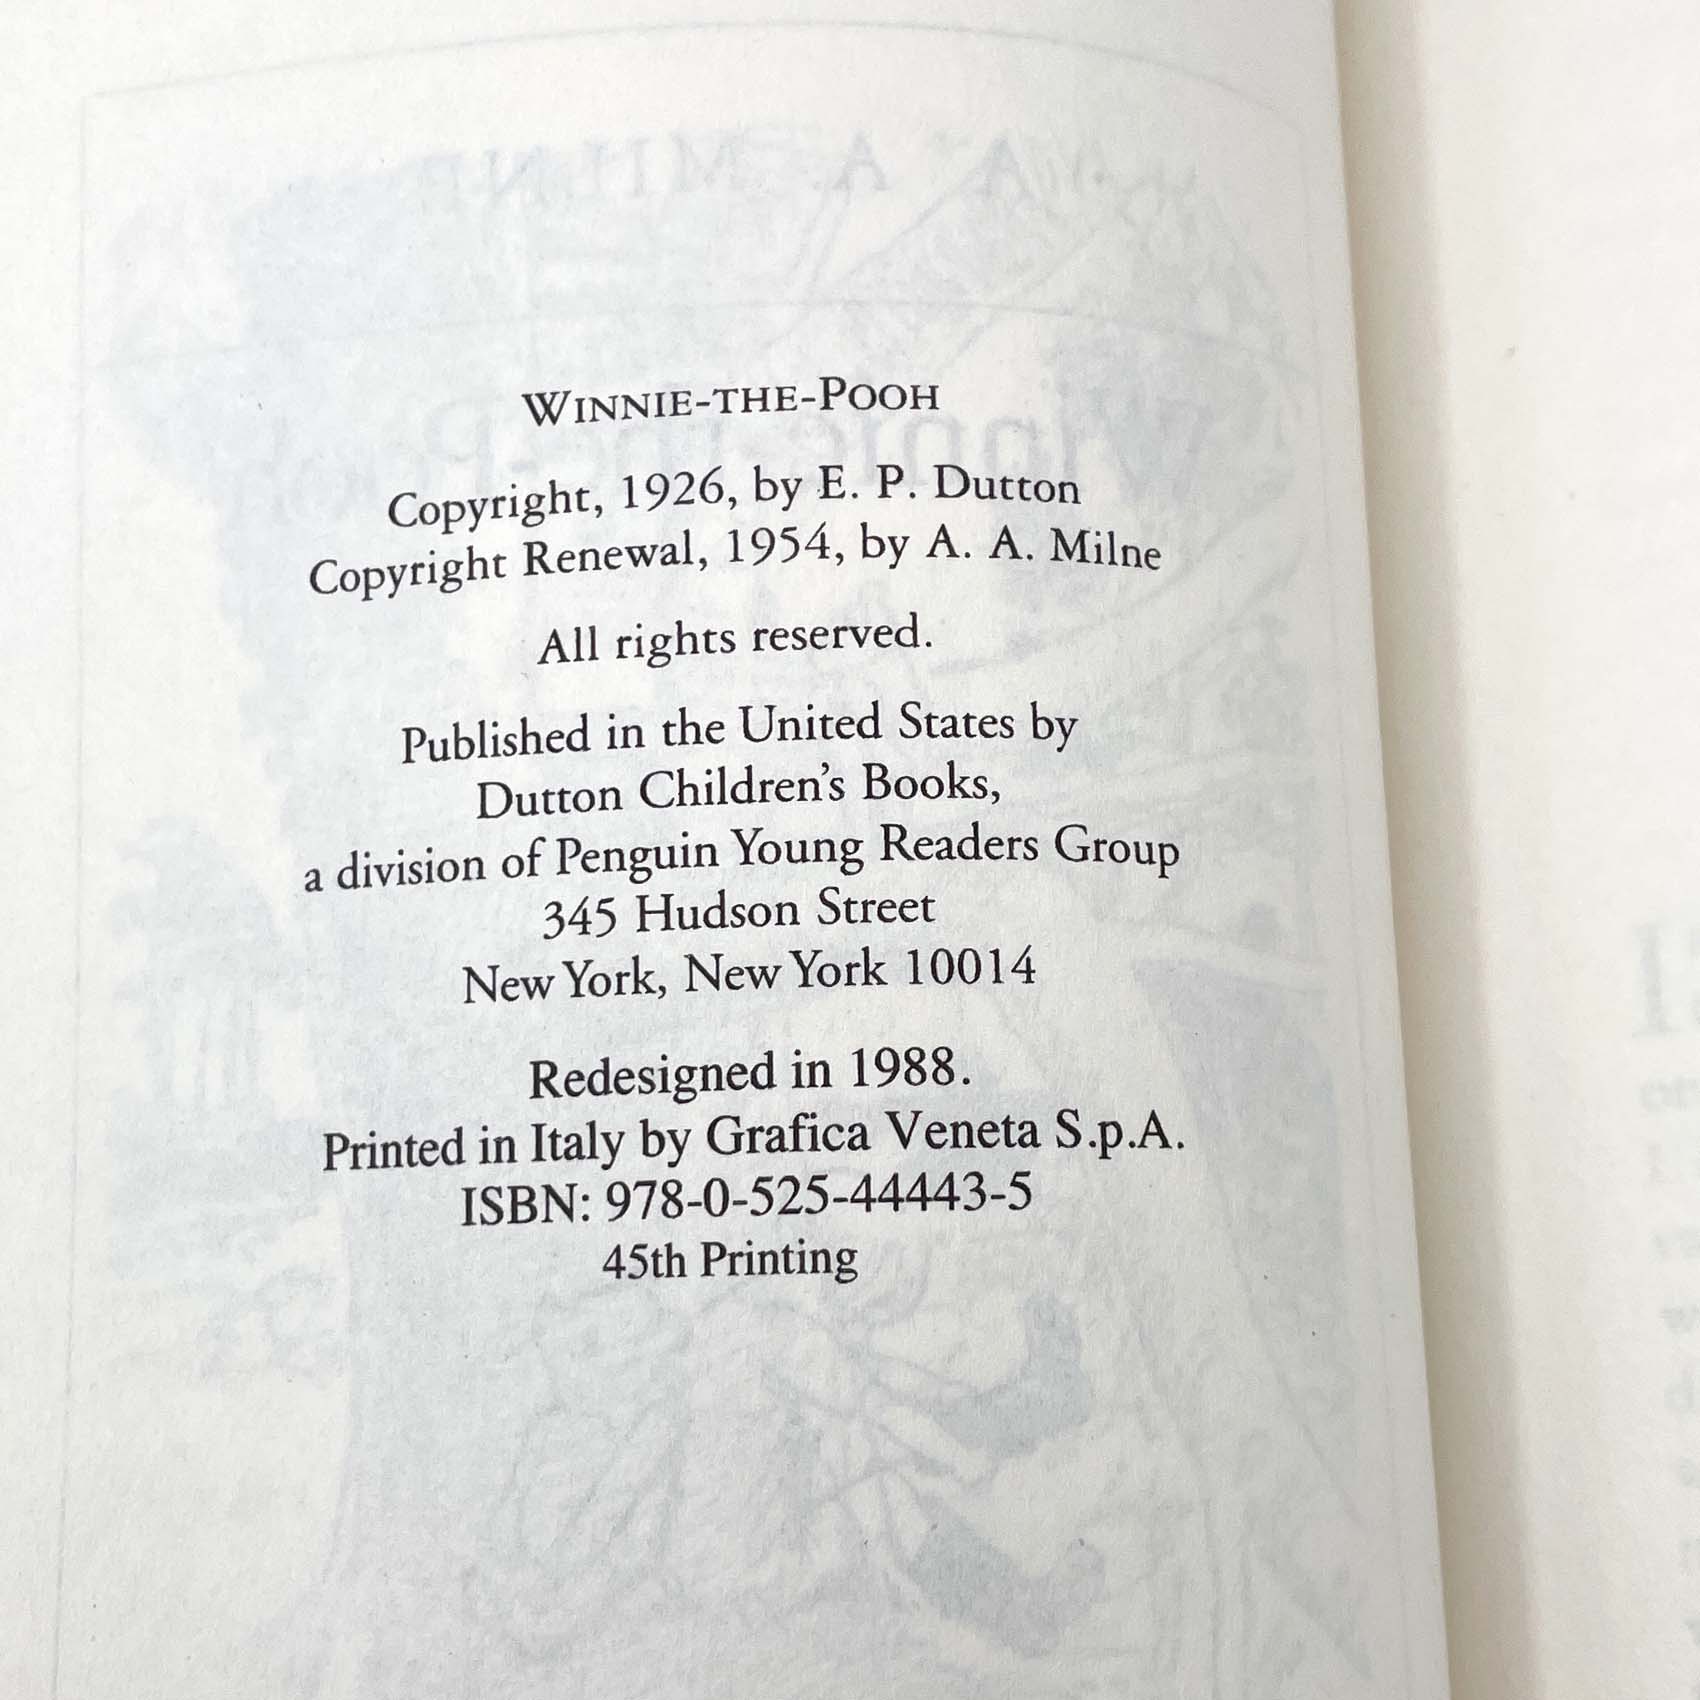 WINNIE-THE-POOH
Copyright, 1926, by E. P. Dutton
Copyright Renewal, 1954, by A. A. Milne
All rights reserved.
Published in the United States by
Dutton Children's Books,
a division of Penguin Young Readers Group
345 Hudson Street
New York, New York 10014
Redesigned in 1988.
Printed in Italy by Grafica Veneta S.p.A.
ISBN: 978-0-525-44443-5
45th Printing